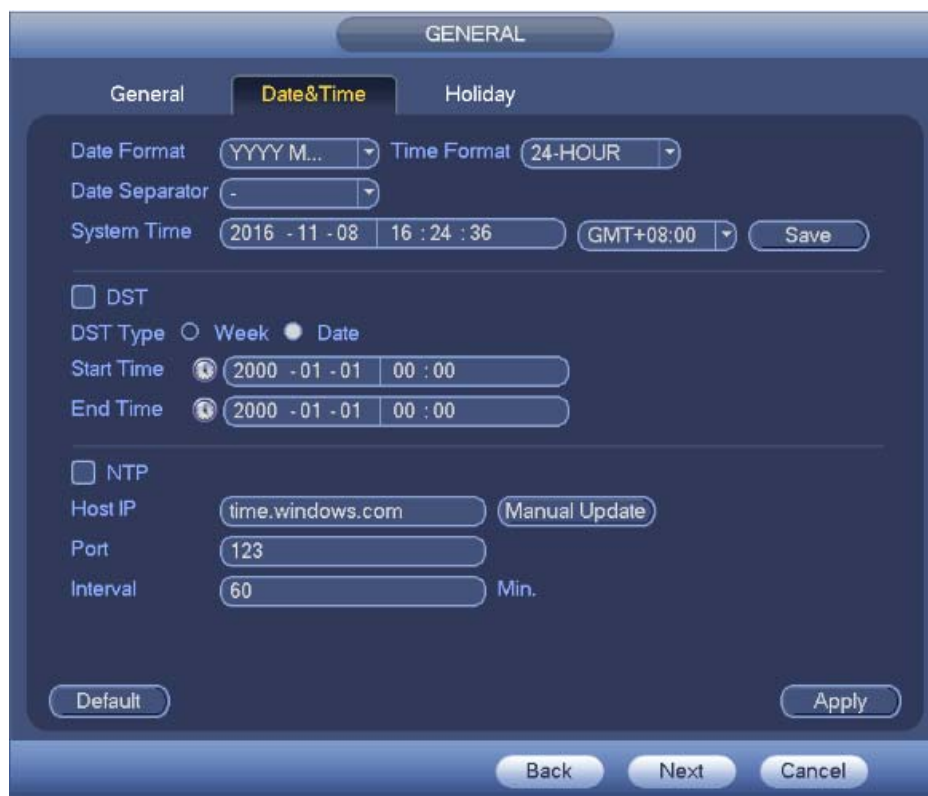 GENERAL
General Date&Time Holiday
Date Format YYYY M... Time Format 24-HOUR
Date Separator -
System Time 2016 - 11 - 08 16 : 24 : 36 GMT+08:00 Save
DST
DST Type Week Date
Start Time 2000 - 01 - 01 00 : 00
End Time 2000 - 01 - 01 00 : 00
NTP
Host IP time.windows.com Manual Update
Port 123
Interval 60 Min.
Default Apply
Back Next Cancel